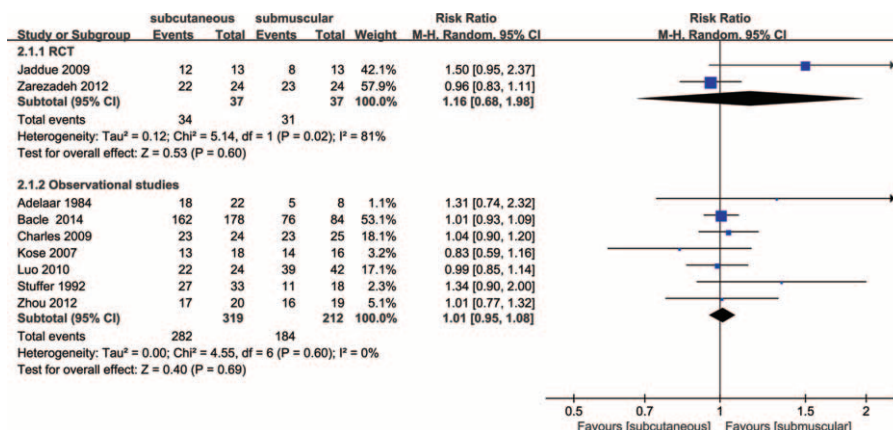 subcutaneous submuscular Risk Ratio Risk Ratio
Study or Subgroup Events Total Events Total Weight M-H. Random. 95% CI M-H. Random. 95% CI
2.1.1 RCT
Jaddue 2009 12 13 8 13 42.1% 1.50 [0.95, 2.37]
Zarezadeh 2012 22 24 23 24 57.9% 0.96 [0.83, 1.11]
Subtotal (95% CI) 37 37 100.0% 1.16 [0.68, 1.98]
Total events 34 31
Heterogeneity: Tau² = 0.12; Chi² = 5.14, df = 1 (P = 0.02); I² = 81%
Test for overall effect: Z = 0.53 (P = 0.60)
2.1.2 Observational studies
Adelaar 1984 18 22 5 8 1.1% 1.31 [0.74, 2.32]
Bacle 2014 162 178 76 84 53.1% 1.01 [0.93, 1.09]
Charles 2009 23 24 23 25 18.1% 1.04 [0.90, 1.20]
Kose 2007 13 18 14 16 3.2% 0.83 [0.59, 1.16]
Luo 2010 22 24 39 42 17.1% 0.99 [0.85, 1.14]
Stuffer 1992 27 33 11 18 2.3% 1.34 [0.90, 2.00]
Zhou 2012 17 20 16 19 5.1% 1.01 [0.77, 1.32]
Subtotal (95% CI) 319 212 100.0% 1.01 [0.95, 1.08]
Total events 282 184
Heterogeneity: Tau² = 0.00; Chi² = 4.55, df = 6 (P = 0.60); I² = 0%
Test for overall effect: Z = 0.40 (P = 0.69)
0.5 0.7 1 1.5 2
Favours [subcutaneous] Favours [submuscular]